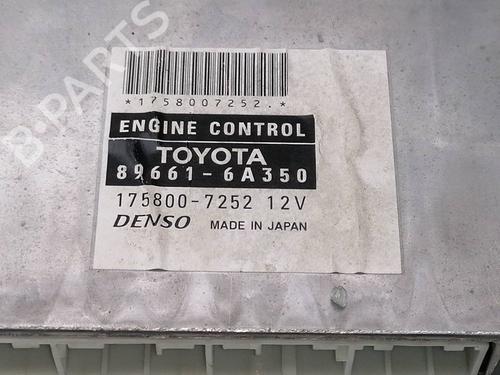 *1758007252.*
ENGINE CONTROL
TOYOTA
89661-6A350
175800-7252 12V
DENSO MADE IN JAPAN
B-PARTS